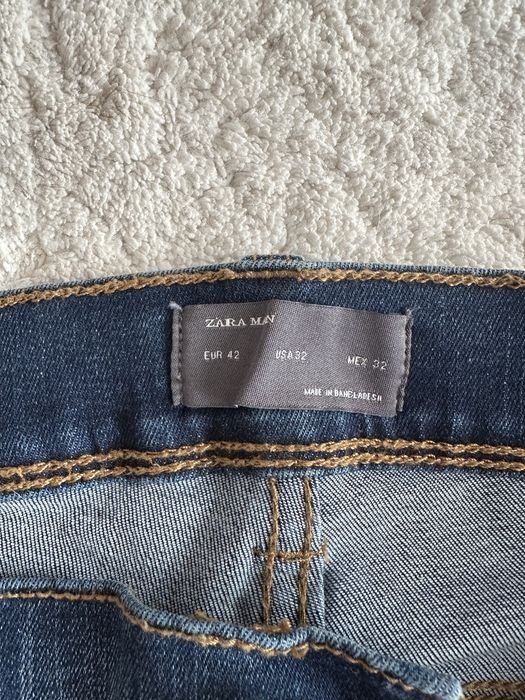 ZARA MAN
EUR 42 USA 32 MEX 32
MADE IN BANGLADESH